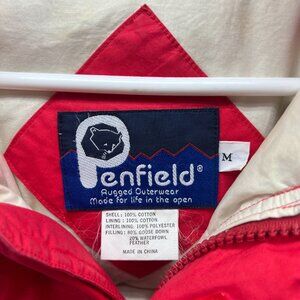 Penfield®
Rugged Outerwear
Made for life in the open
M
SHELL: 100% COTTON
LINING: 100% COTTON
INTERLINING: 100% POLYESTER
FILLING: 80% GOOSE DOWN
20% WATERFOWL
FEATHER
MADE IN CHINA